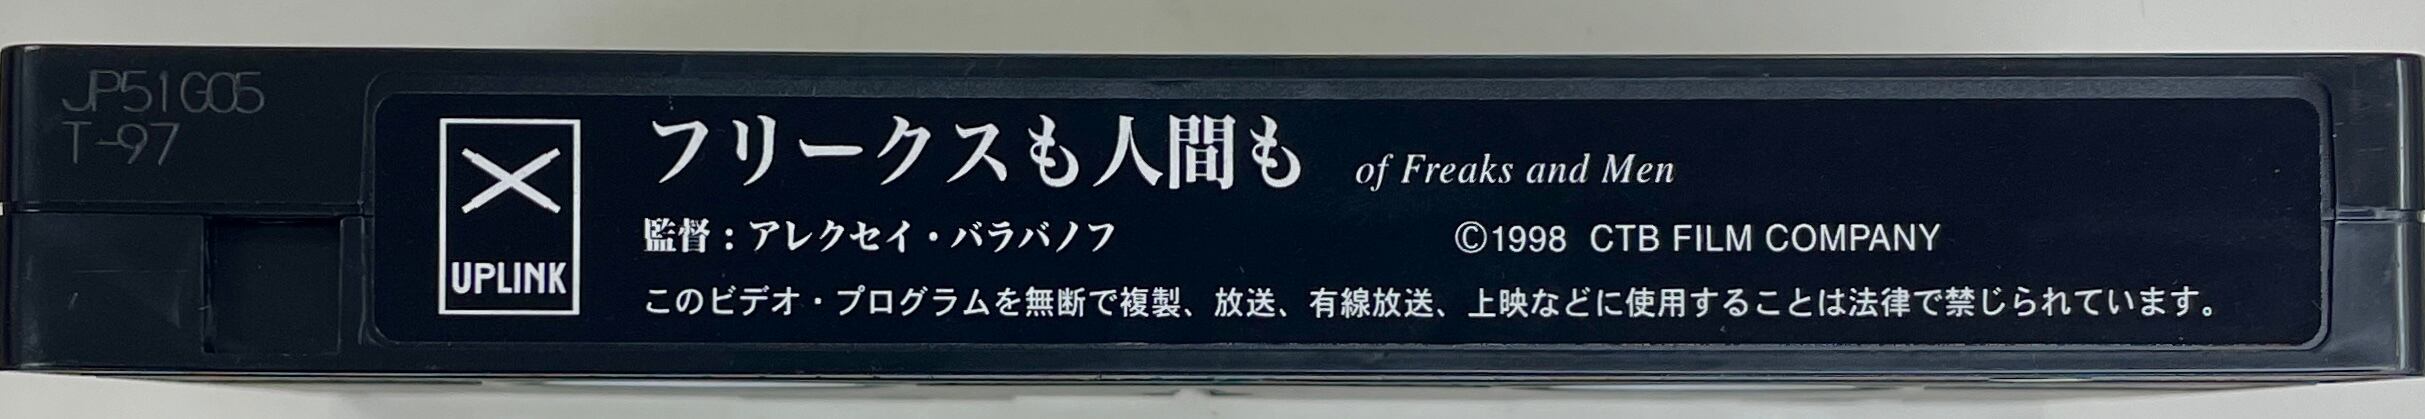 JP51G05
T-97
UPLINK
フリークスも人間も of Freaks and Men
監督：アレクセイ・バラバノフ ©1998 CTB FILM COMPANY
このビデオ・プログラムを無断で複製、放送、有線放送、上映などに使用することは法律で禁じられています。